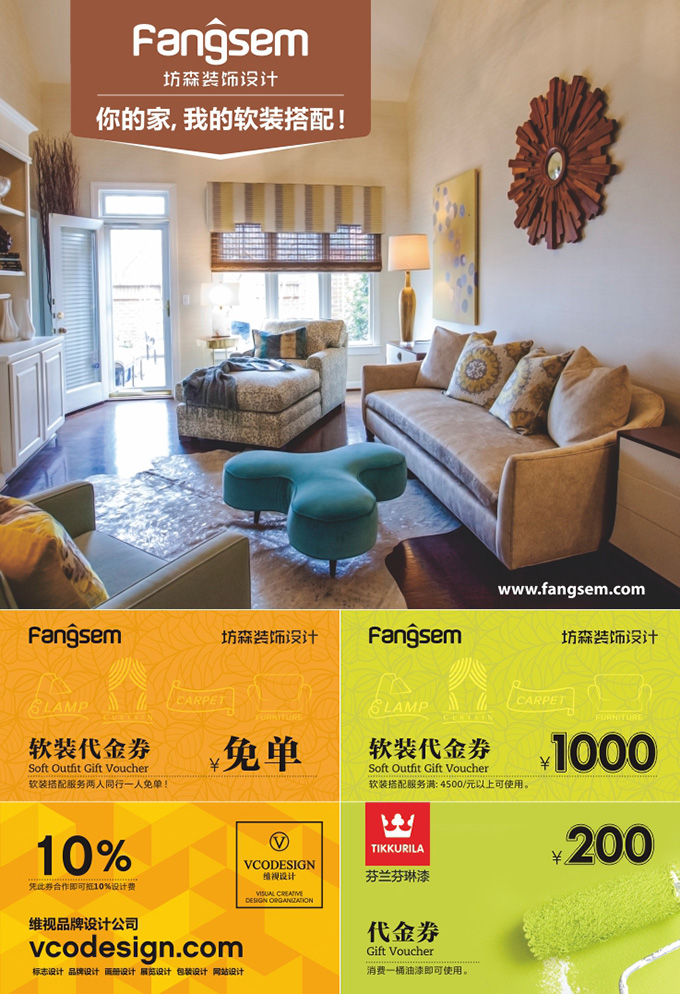 Fangsem
坊森装饰设计
你的家, 我的软装搭配!
www.fangsem.com
Fangsem 坊森装饰设计
LAMP CURTAIN CARPET FURNITURE
软装代金券 ¥免单
Soft Outfit Gift Voucher
软装搭配服务两人同行一人免单!
Fangsem 坊森装饰设计
LAMP CURTAIN CARPET FURNITURE
软装代金券 ¥1000
Soft Outfit Gift Voucher
软装搭配服务满: 4500/元以上可使用。
10%
凭此券合作即可抵10%设计费
V
VCODESIGN
维视设计
VISUAL CREATIVE
DESIGN ORGANIZATION
维视品牌设计公司
vcodesign.com
标志设计 品牌设计 画册设计 展览设计 包装设计 网站设计
TIKKURILA
芬兰芬琳漆
¥200
代金券
Gift Voucher
消费一桶油漆即可使用。